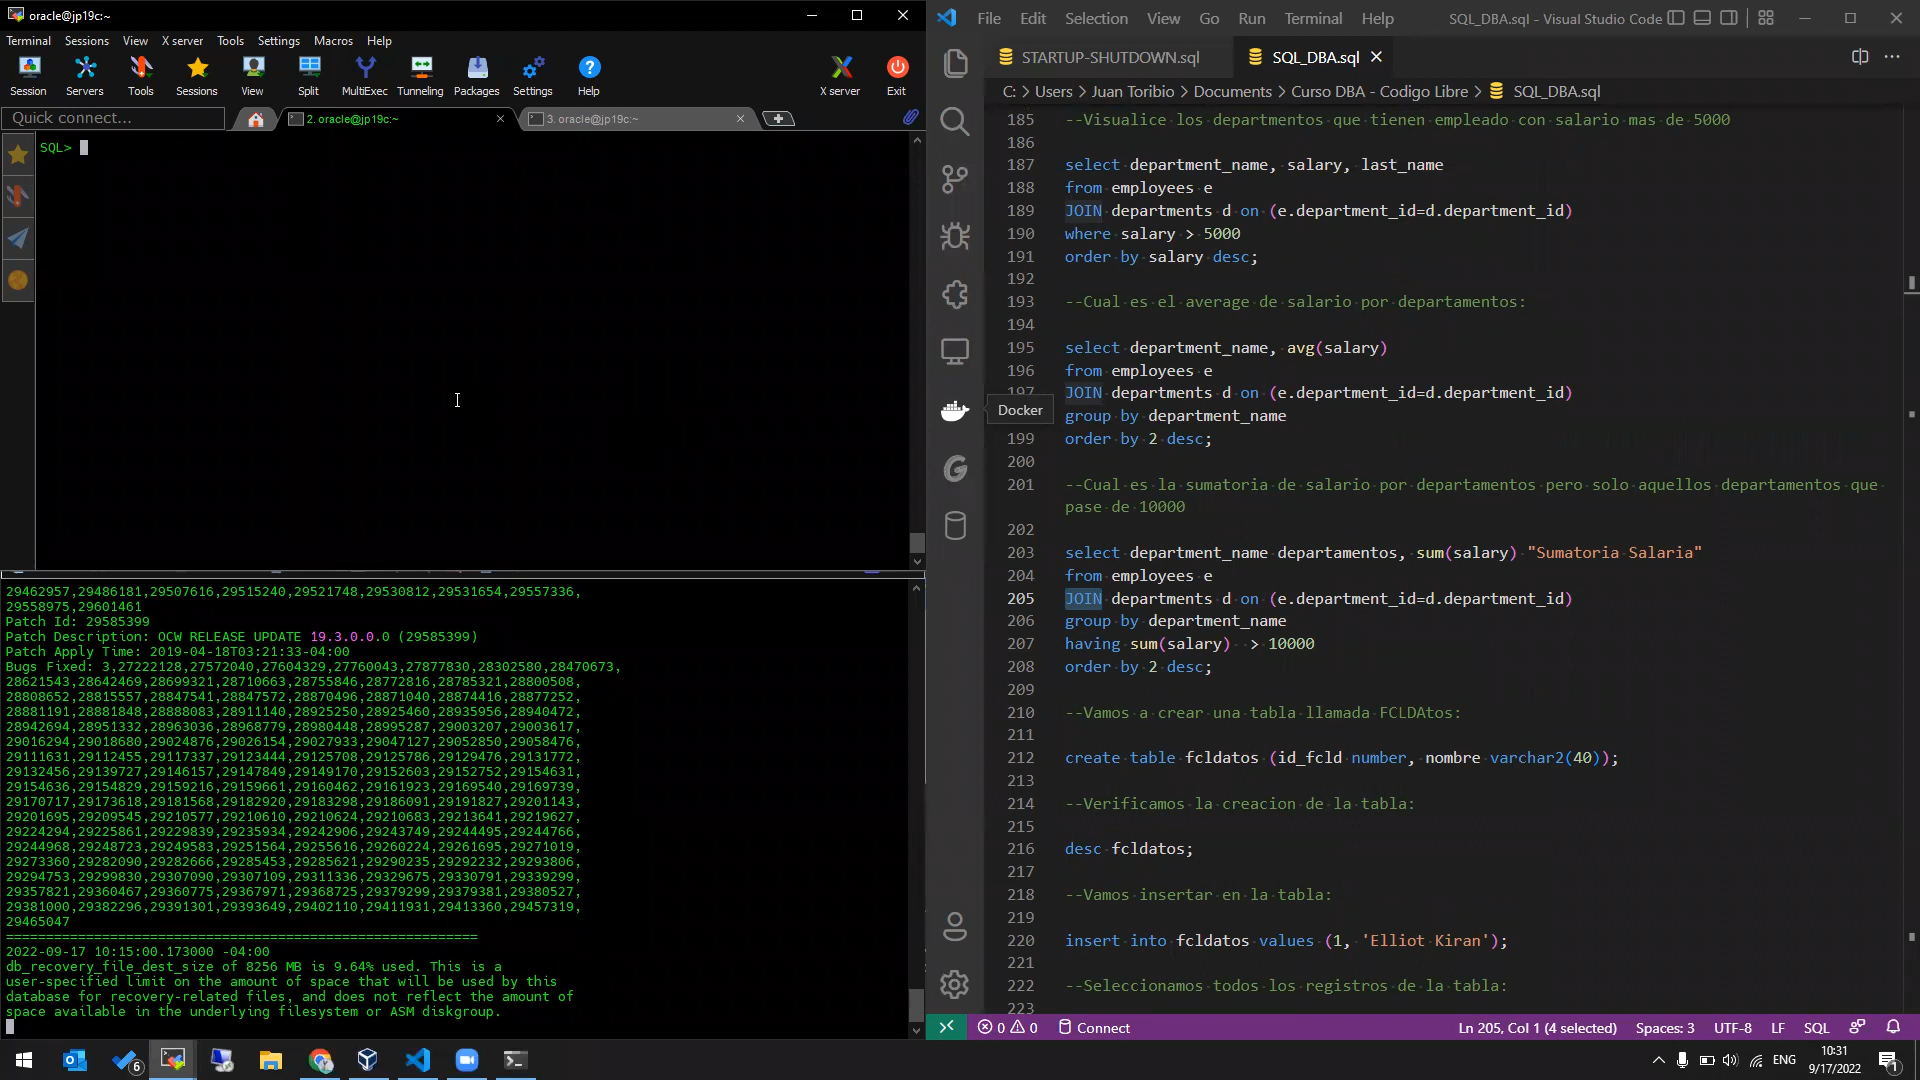 oracle@jp19c:~
Terminal Sessions View X server Tools Settings Macros Help
Session Servers Tools Sessions View Split MultiExec Tunneling Packages Settings Help X server Exit
Quick connect...
2. oracle@jp19c:~
3. oracle@jp19c:~
SQL>
29462957,29486181,29507616,29515240,29521748,29530812,29531654,29557336,
29558975,29601461
Patch Id: 29585399
Patch Description: OCW RELEASE UPDATE 19.3.0.0.0 (29585399)
Patch Apply Time: 2019-04-18T03:21:33-04:00
Bugs Fixed: 3,27222128,27572040,27604329,27760043,27877830,28302580,28470673,
28621543,28642469,28699321,28710663,28755846,28772816,28785321,28800508,
28808652,28815557,28847541,28847572,28870496,28871040,28874416,28877252,
28881191,28881848,28888083,28911140,28925250,28925460,28935956,28940472,
28942694,28951332,28963036,28968779,28980448,28995287,29003207,29003617,
29016294,29018680,29024876,29026154,29027933,29047127,29052850,29058476,
29111631,29112455,29117337,29123444,29125708,29125786,29129476,29131772,
29132456,29139727,29146157,29147849,29149170,29152603,29152752,29154631,
29154636,29154829,29159216,29159661,29160462,29161923,29169540,29169739,
29170717,29173618,29181568,29182920,29183298,29186091,29191827,29201143,
29201695,29209545,29210577,29210610,29210624,29210683,29213641,29219627,
29224294,29225861,29229839,29235934,29242906,29243749,29244495,29244766,
29244968,29248723,29249583,29251564,29255616,29260224,29261695,29271019,
29273360,29282090,29282666,29285453,29285621,29290235,29292232,29293806,
29294753,29299830,29307090,29307109,29311336,29329675,29330791,29339299,
29357821,29360467,29360775,29367971,29368725,29379299,29379381,29380527,
29381000,29382296,29391301,29393649,29402110,29411931,29413360,29457319,
29465047
===========================================================
2022-09-17 10:15:00.173000 -04:00
db_recovery_file_dest_size of 8256 MB is 9.64% used. This is a
user-specified limit on the amount of space that will be used by this
database for recovery-related files, and does not reflect the amount of
space available in the underlying filesystem or ASM diskgroup.
File Edit Selection View Go Run Terminal Help SQL_DBA.sql - Visual Studio Code
STARTUP-SHUTDOWN.sql
SQL_DBA.sql
C: > Users > Juan Toribio > Documents > Curso DBA - Codigo Libre > SQL_DBA.sql
185 --Visualice los departmentos que tienen empleado con salario mas de 5000
186
187 select department_name, salary, last_name
188 from employees e
189 JOIN departments d on (e.department_id=d.department_id)
190 where salary > 5000
191 order by salary desc;
192
193 --Cual es el average de salario por departamentos:
194
195 select department_name, avg(salary)
196 from employees e
197 JOIN departments d on (e.department_id=d.department_id)
Docker
group by department_name
199 order by 2 desc;
200
201 --Cual es la sumatoria de salario por departamentos pero solo aquellos departamentos que
pase de 10000
202
203 select department_name departamentos, sum(salary) "Sumatoria Salaria"
204 from employees e
205 JOIN departments d on (e.department_id=d.department_id)
206 group by department_name
207 having sum(salary) > 10000
208 order by 2 desc;
209
210 --Vamos a crear una tabla llamada FCLDAtos:
211
212 create table fcldatos (id_fcld number, nombre varchar2(40));
213
214 --Verificamos la creacion de la tabla:
215
216 desc fcldatos;
217
218 --Vamos insertar en la tabla:
219
220 insert into fcldatos values (1, 'Elliot Kiran');
221
222 --Seleccionamos todos los registros de la tabla:
223
0 0 Connect Ln 205, Col 1 (4 selected) Spaces: 3 UTF-8 LF SQL
6
ENG
10:31
9/17/2022
1